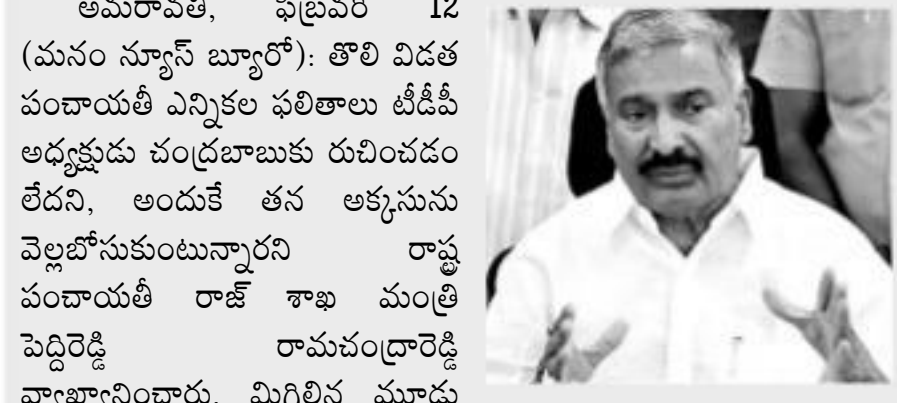 అమరావతి, ఫిబ్రవరి 12
(మనం న్యూస్ బ్యూరో): తొలి విడత
పంచాయతీ ఎన్నికల ఫలితాలు టీడీపీ
అధ్యక్షుడు చంద్రబాబుకు రుచించడం
లేదని, అందుకే తన అక్కసును
వెల్లబోసుకుంటున్నారని రాష్ట్ర
పంచాయతీ రాజ్ శాఖ మంత్రి
పెద్దిరెడ్డి రామచంద్రారెడ్డి
వ్యాఖ్యానించారు. మిగిలిన మూడు